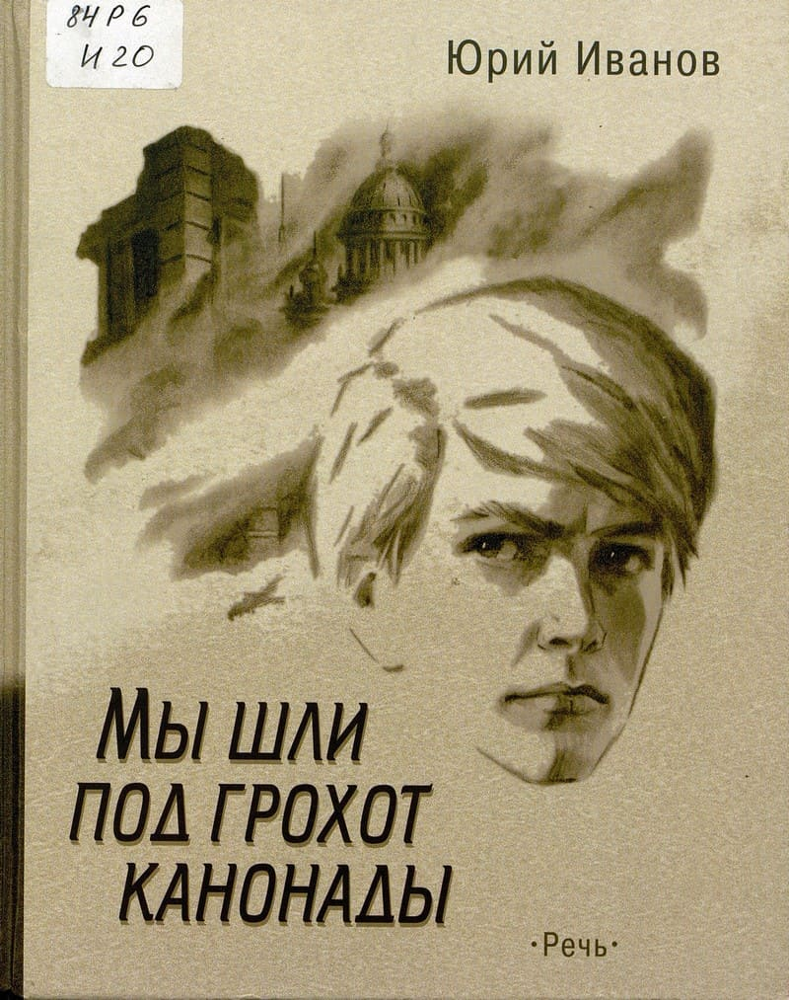 84Р6
И20
Юрий Иванов
Мы шли
под грохот
канонады
·Речь·